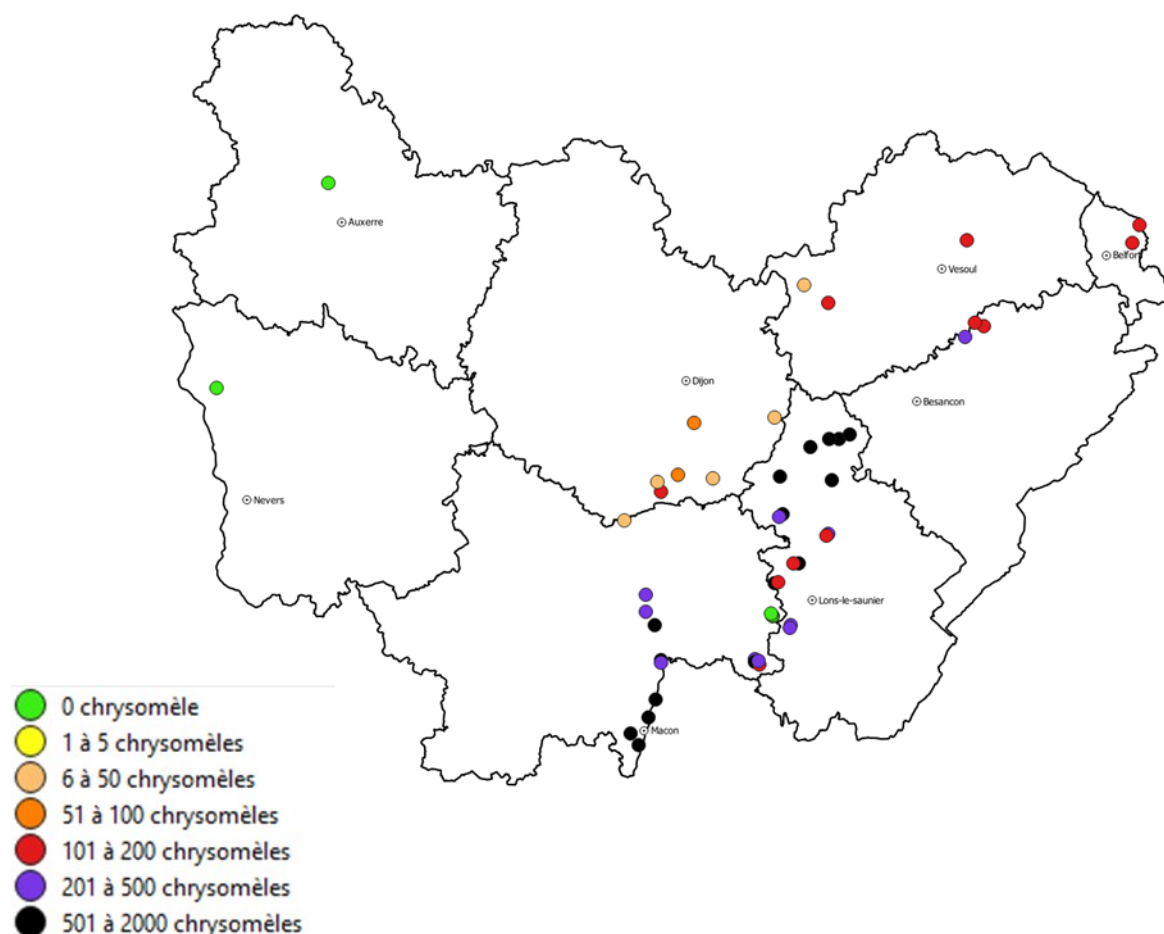 Auxerre
Vesoul
Belfort
Dijon
Besancon
Nevers
Lons-le-saunier
Macon
0 chrysomèle
1 à 5 chrysomèles
6 à 50 chrysomèles
51 à 100 chrysomèles
101 à 200 chrysomèles
201 à 500 chrysomèles
501 à 2000 chrysomèles